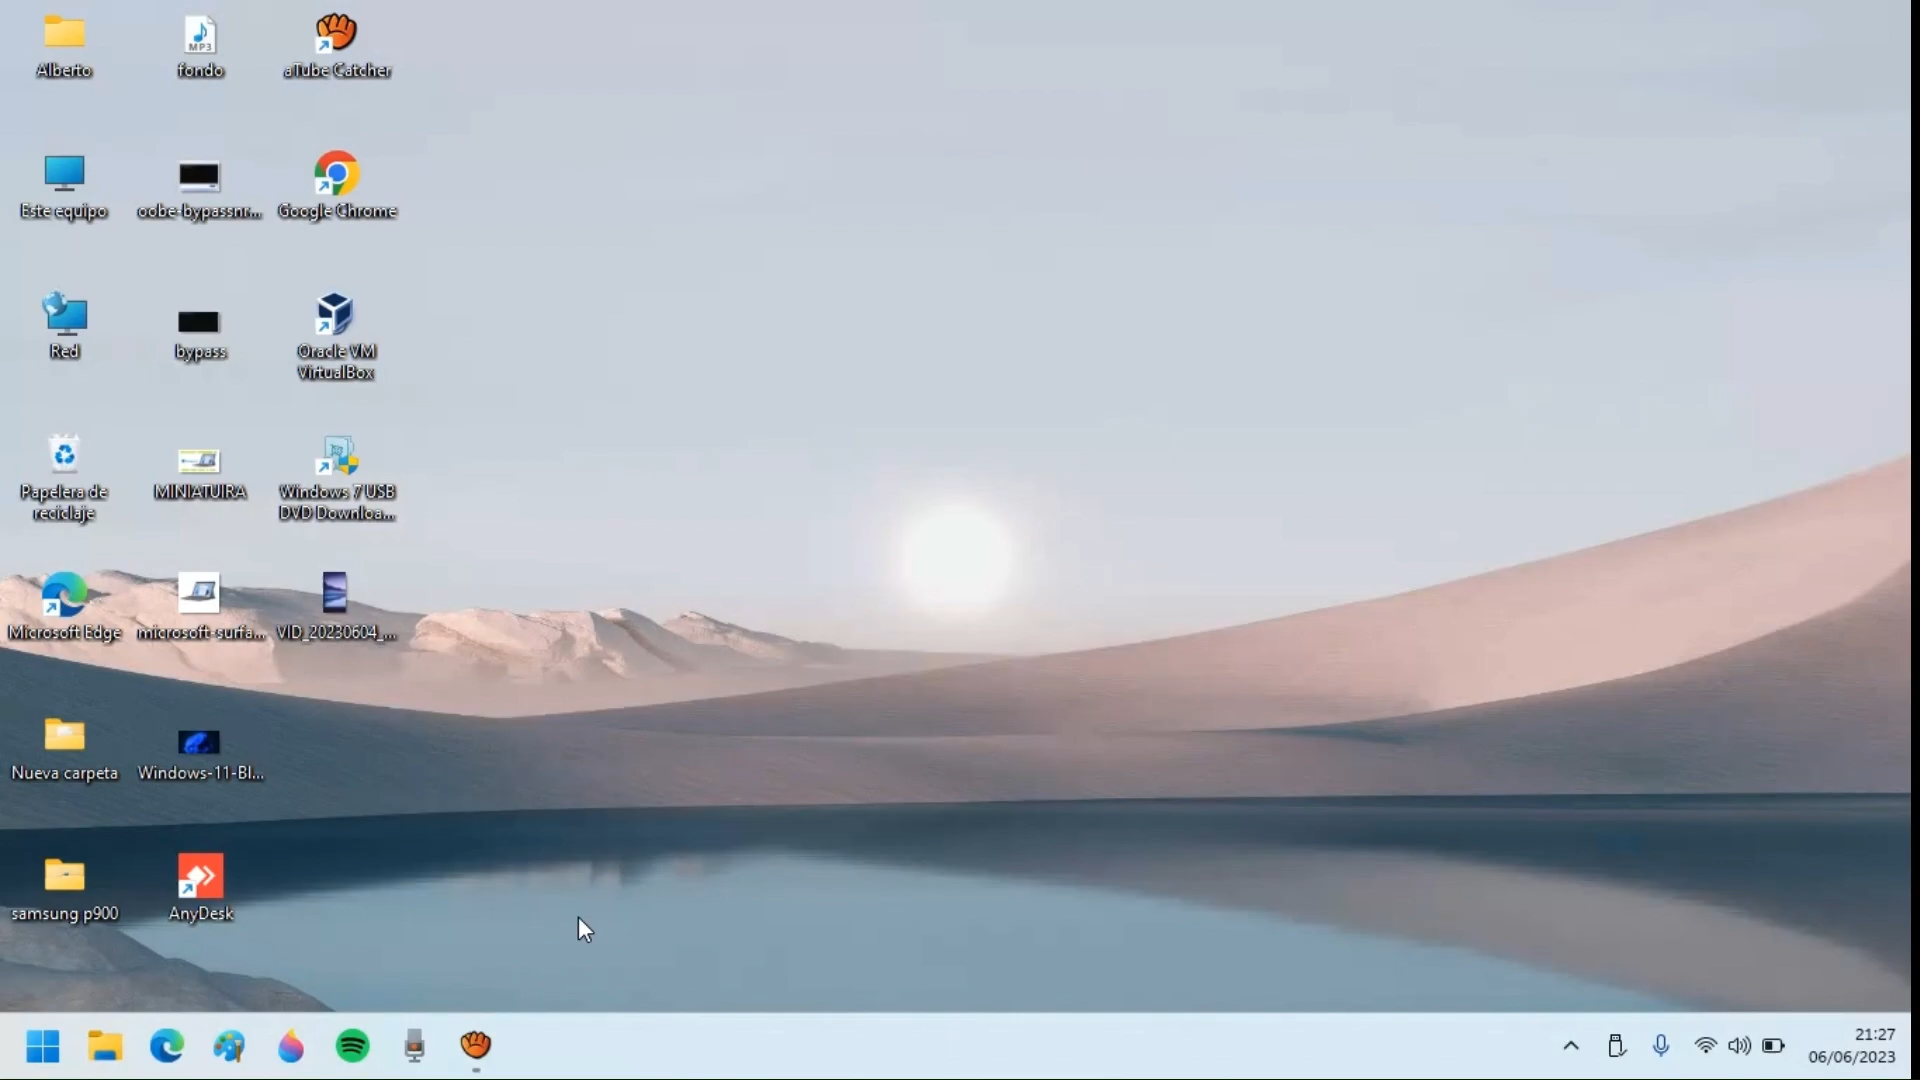 Alberto
fondo
aTube Catcher
MP3
Este equipo
oobe-bypassnr...
Google Chrome
Red
bypass
Oracle VM
VirtualBox
Papelera de
reciclaje
MINIATUIRA
Windows 7 USB
DVD Downloa...
Microsoft Edge
microsoft-surfa...
VID_20230604_...
Nueva carpeta
Windows-11-Bl...
samsung p900
AnyDesk
21:27
06/06/2023